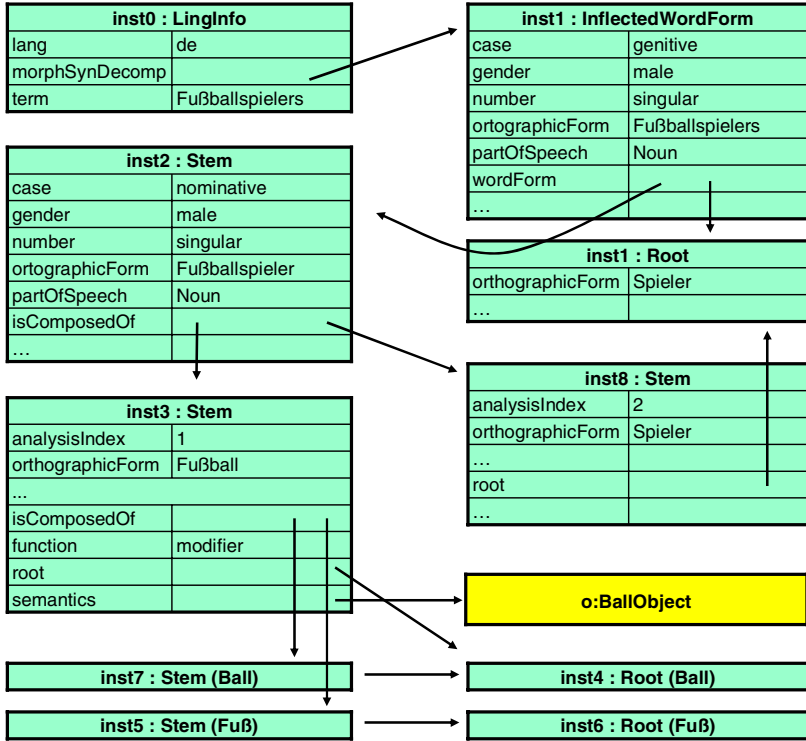 inst0 : LingInfo
lang de
morphSynDecomp
term Fußballspielers
inst1 : InflectedWordForm
case genitive
gender male
number singular
ortographicForm Fußballspielers
partOfSpeech Noun
wordForm
...
inst2 : Stem
case nominative
gender male
number singular
ortographicForm Fußballspieler
partOfSpeech Noun
isComposedOf
...
inst1 : Root
orthographicForm Spieler
...
inst8 : Stem
analysisIndex 2
orthographicForm Spieler
...
root
...
inst3 : Stem
analysisIndex 1
orthographicForm Fußball
...
isComposedOf
function modifier
root
semantics
o:BallObject
inst7 : Stem (Ball)
inst4 : Root (Ball)
inst5 : Stem (Fuß)
inst6 : Root (Fuß)